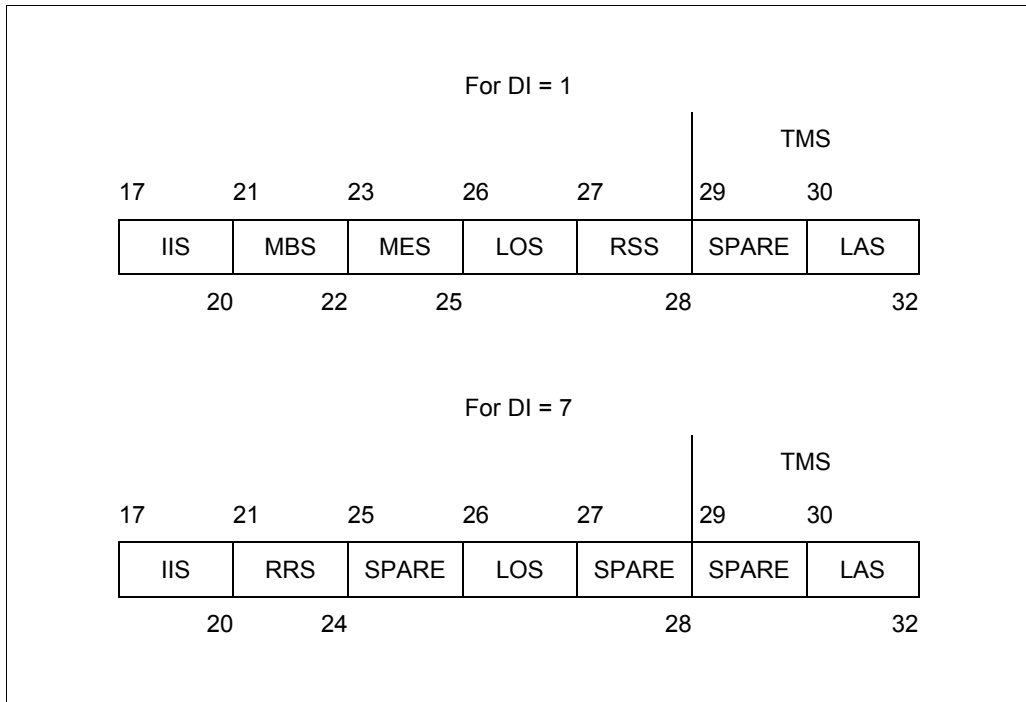 For DI = 1
TMS
17 21 23 26 27 29 30
IIS MBS MES LOS RSS SPARE LAS
20 22 25 28 32
For DI = 7
TMS
17 21 25 26 27 29 30
IIS RRS SPARE LOS SPARE SPARE LAS
20 24 28 32